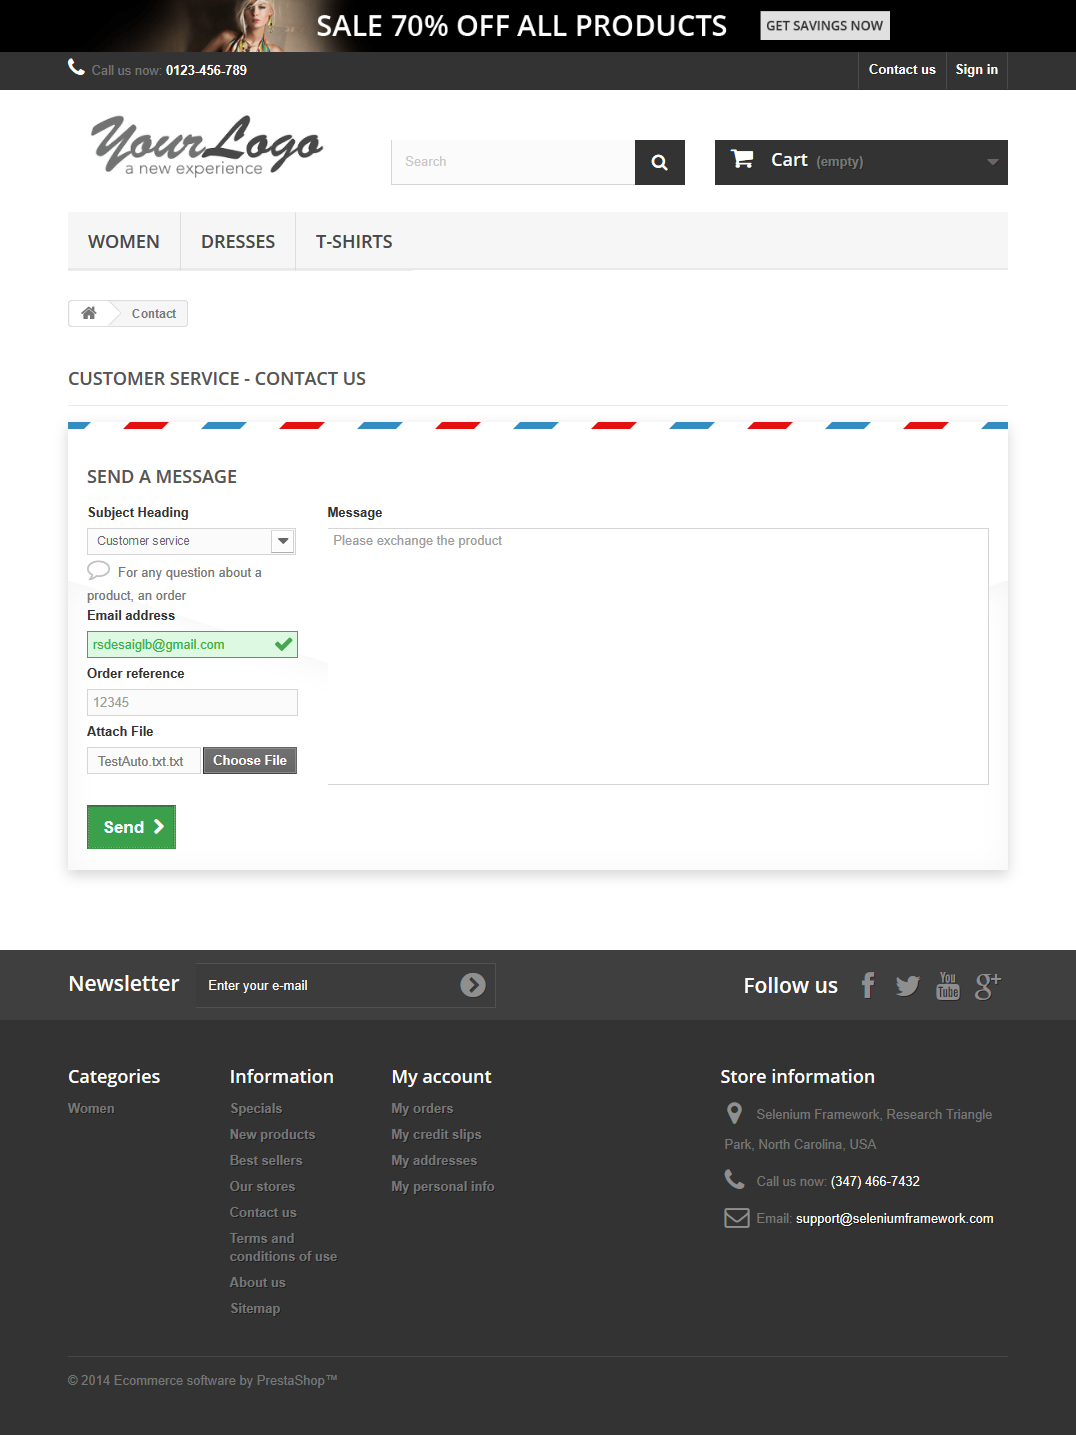 SALE 70% OFF ALL PRODUCTS
GET SAVINGS NOW
Call us now: 0123-456-789
Contact us
Sign in
YourLogo
a new experience
Search
Cart (empty)
WOMEN
DRESSES
T-SHIRTS
Contact
CUSTOMER SERVICE - CONTACT US
SEND A MESSAGE
Subject Heading
Customer service
For any question about a
product, an order
Email address
rsdesaiglb@gmail.com
Order reference
12345
Attach File
TestAuto.txt.txt
Choose File
Message
Please exchange the product
Send
Newsletter
Enter your e-mail
Follow us
You
Tube
g+
Categories
Women
Information
Specials
New products
Best sellers
Our stores
Contact us
Terms and
conditions of use
About us
Sitemap
My account
My orders
My credit slips
My addresses
My personal info
Store information
Selenium Framework, Research Triangle
Park, North Carolina, USA
Call us now: (347) 466-7432
Email: support@seleniumframework.com
© 2014 Ecommerce software by PrestaShop™